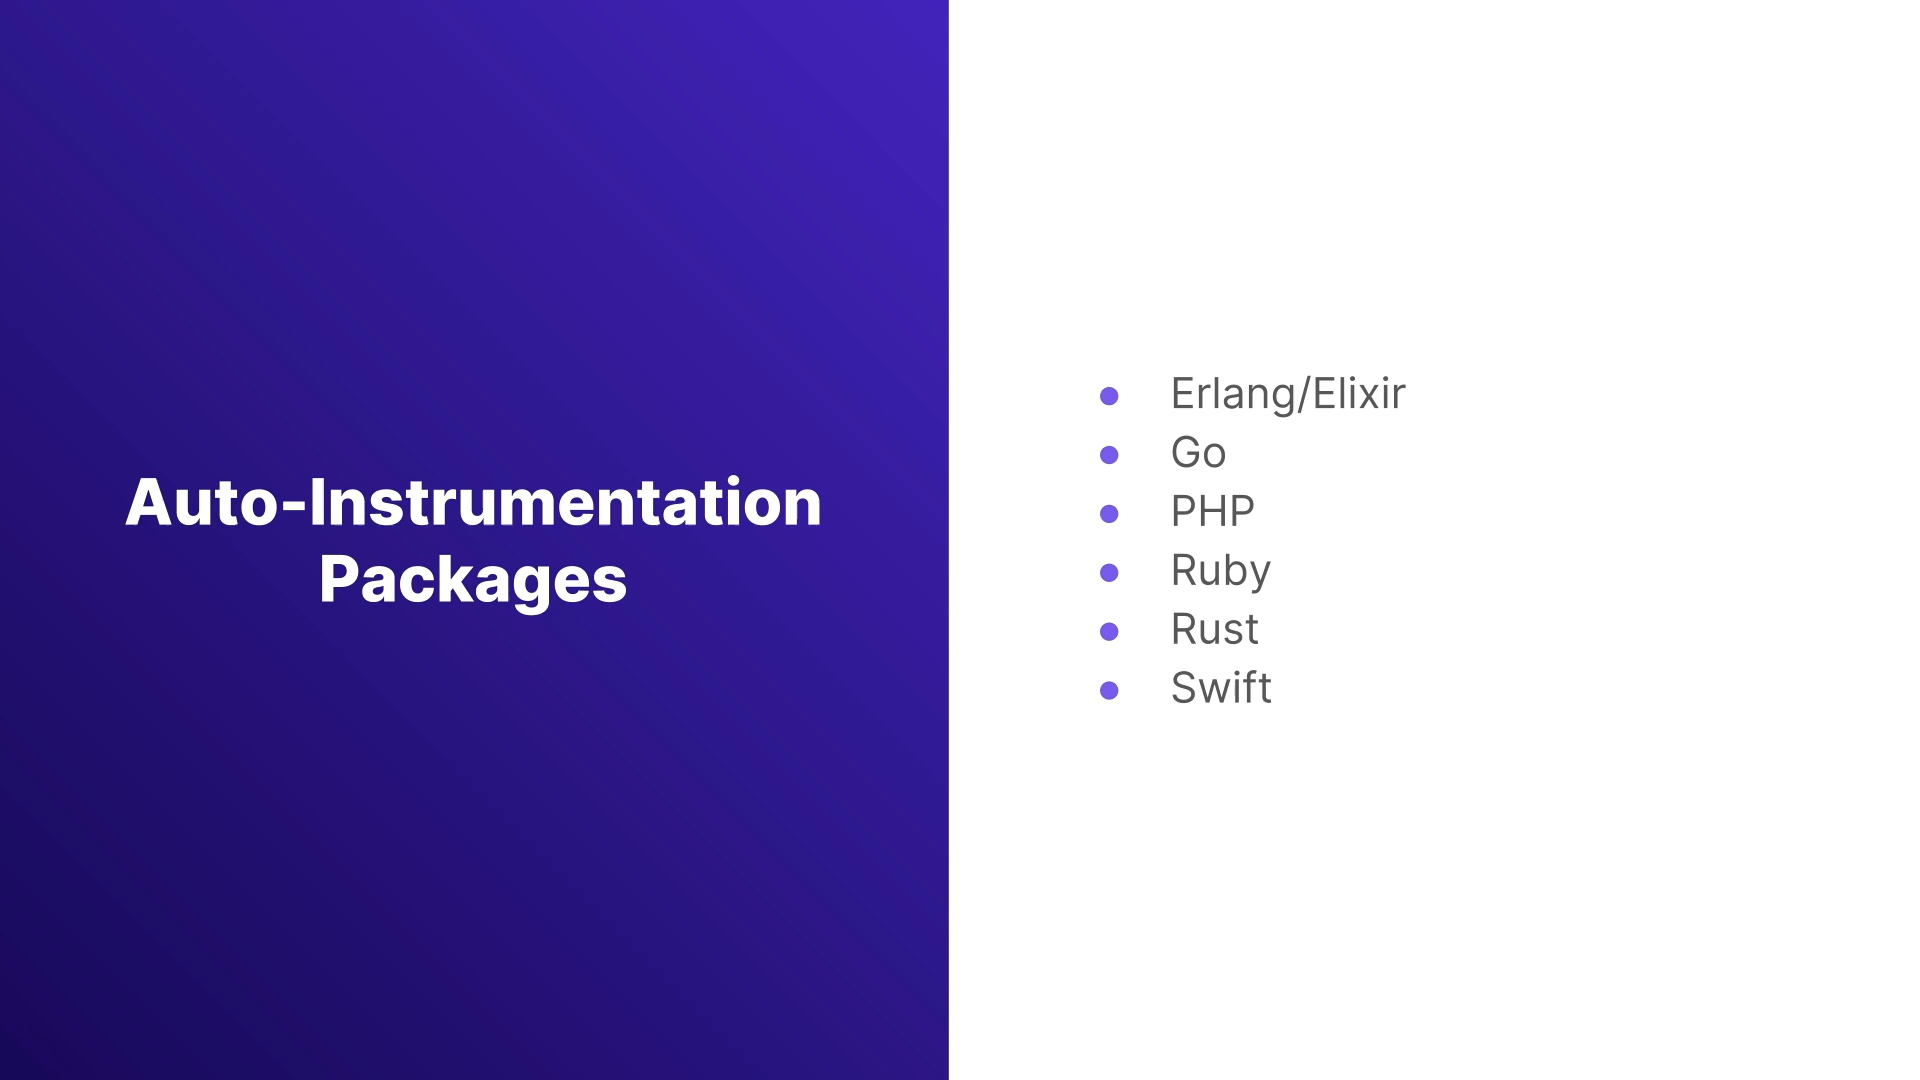 Auto-Instrumentation
Packages
Erlang/Elixir
Go
PHP
Ruby
Rust
Swift